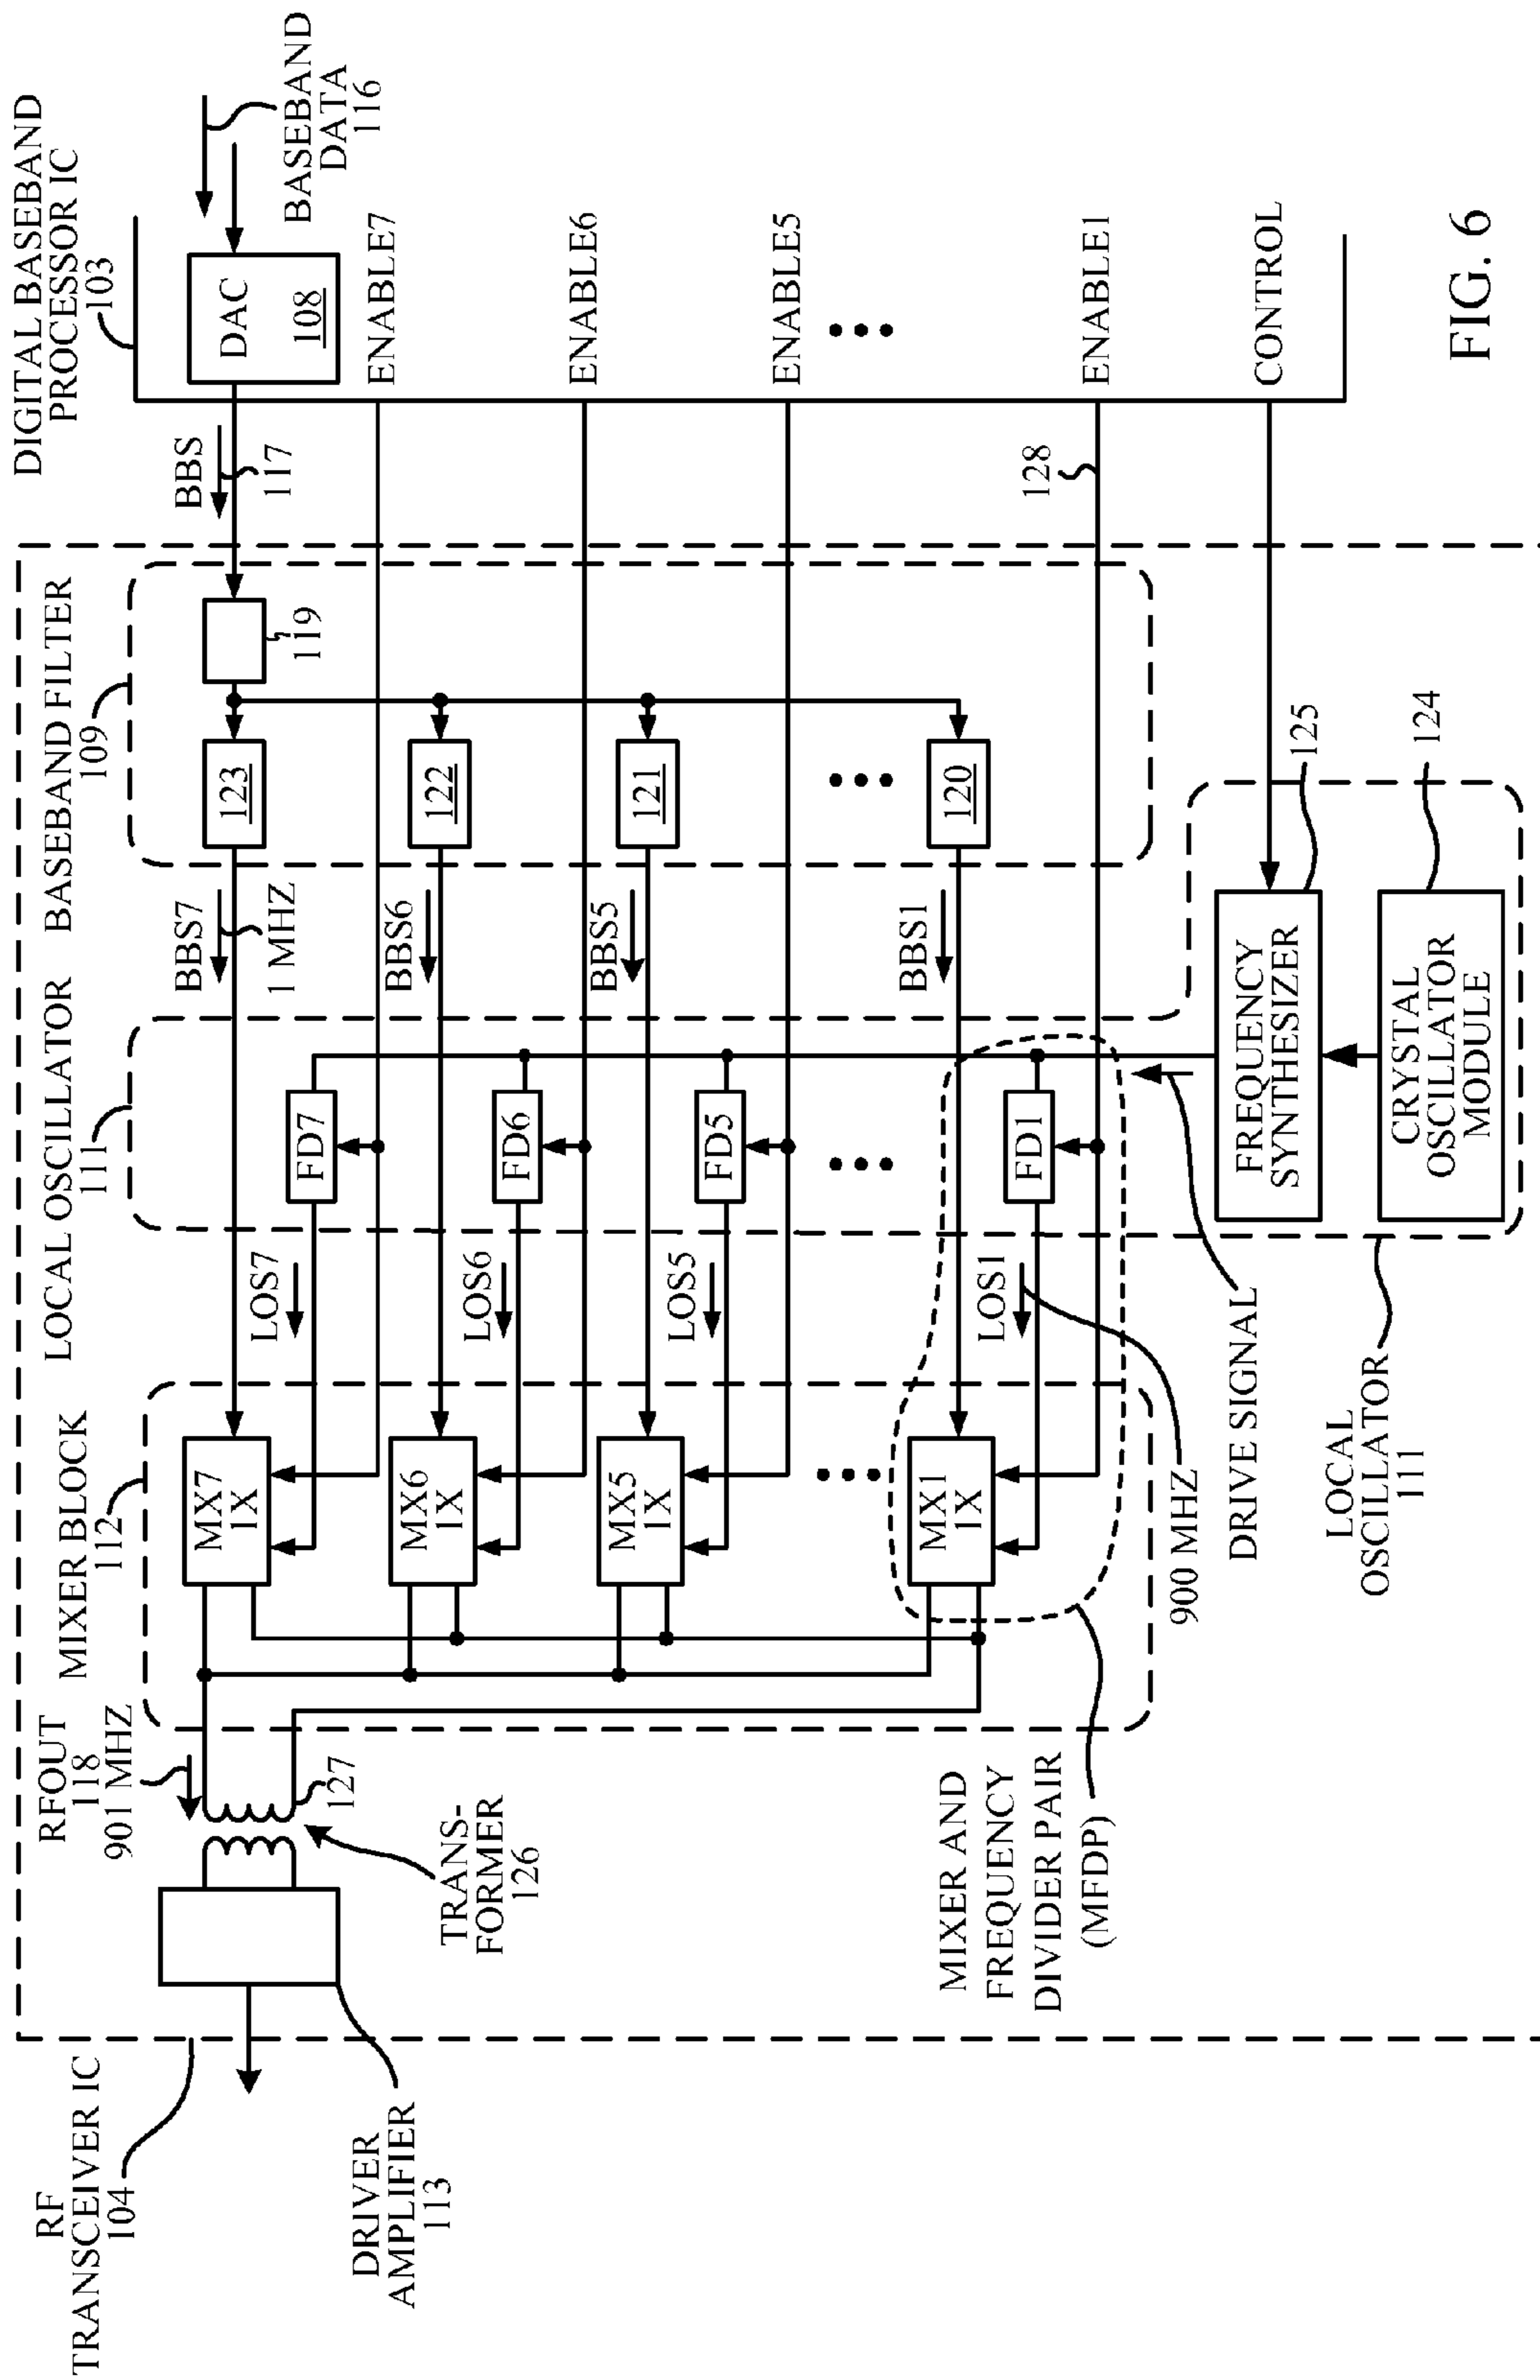 DIGITAL BASEBAND
PROCESSOR IC
103
BASEBAND
DATA
116
DAC
108
BBS
117
ENABLE7
ENABLE6
ENABLE5
ENABLE1
128
CONTROL
BASEBAND FILTER
109
119
123
122
121
120
BBS7
1 MHZ
BBS6
BBS5
BBS1
LOCAL OSCILLATOR
111
FD7
FD6
FD5
FD1
LOS7
LOS6
LOS5
LOS1
900 MHZ
DRIVE SIGNAL
FREQUENCY
SYNTHESIZER
125
CRYSTAL
OSCILLATOR
MODULE
124
LOCAL
OSCILLATOR
111
MIXER BLOCK
112
MX7
1X
MX6
1X
MX5
1X
MX1
1X
RFOUT
118
901 MHZ
127
TRANS-
FORMER
126
MIXER AND
FREQUENCY
DIVIDER PAIR
(MFDP)
RF
TRANSCEIVER IC
104
DRIVER
AMPLIFIER
113
FIG. 6